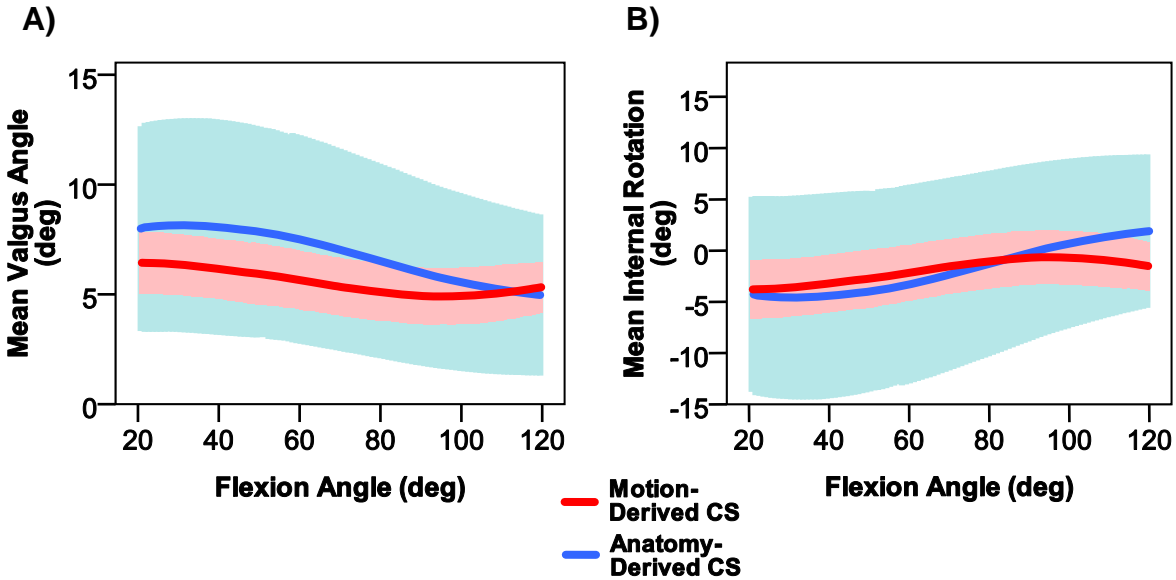 A)
B)
Mean Valgus Angle
(deg)
15
10
5
0
20 40 60 80 100 120
Flexion Angle (deg)
Mean Internal Rotation
(deg)
15
10
5
0
-5
-10
-15
20 40 60 80 100 120
Flexion Angle (deg)
Motion-
Derived CS
Anatomy-
Derived CS